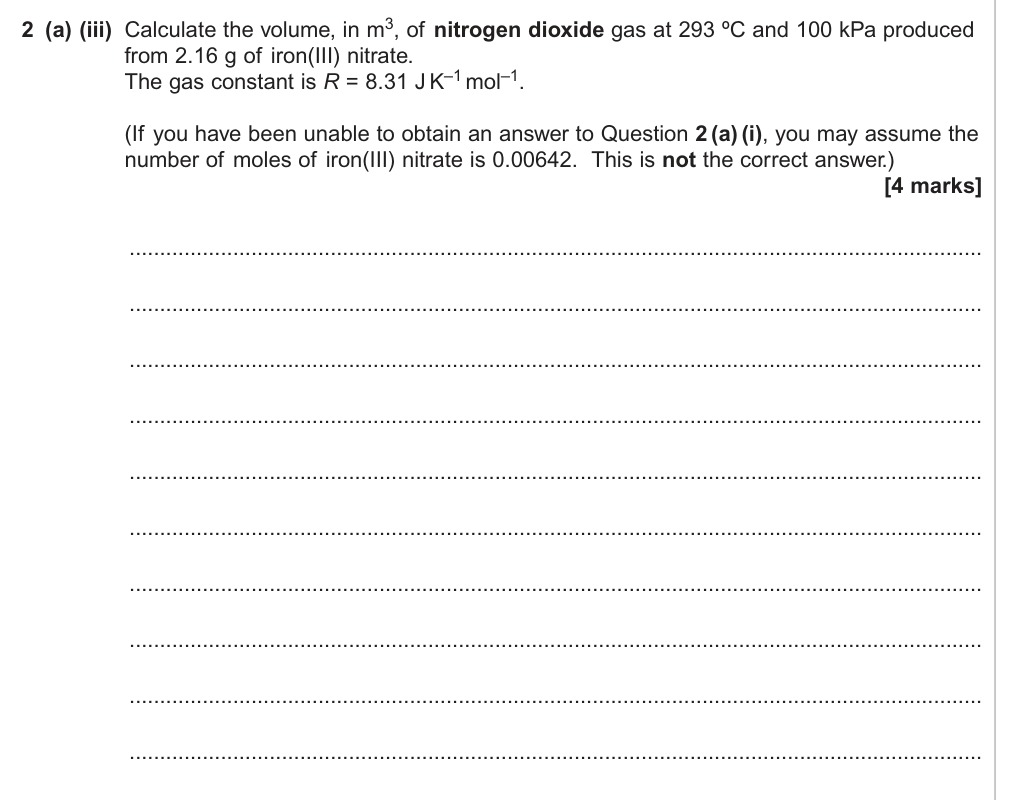 2 (a) (iii) Calculate the volume, in m³, of nitrogen dioxide gas at 293 ºC and 100 kPa produced
from 2.16 g of iron(III) nitrate.
The gas constant is R = 8.31 J K⁻¹ mol⁻¹.
(If you have been unable to obtain an answer to Question 2 (a) (i), you may assume the
number of moles of iron(III) nitrate is 0.00642. This is not the correct answer.)
[4 marks]